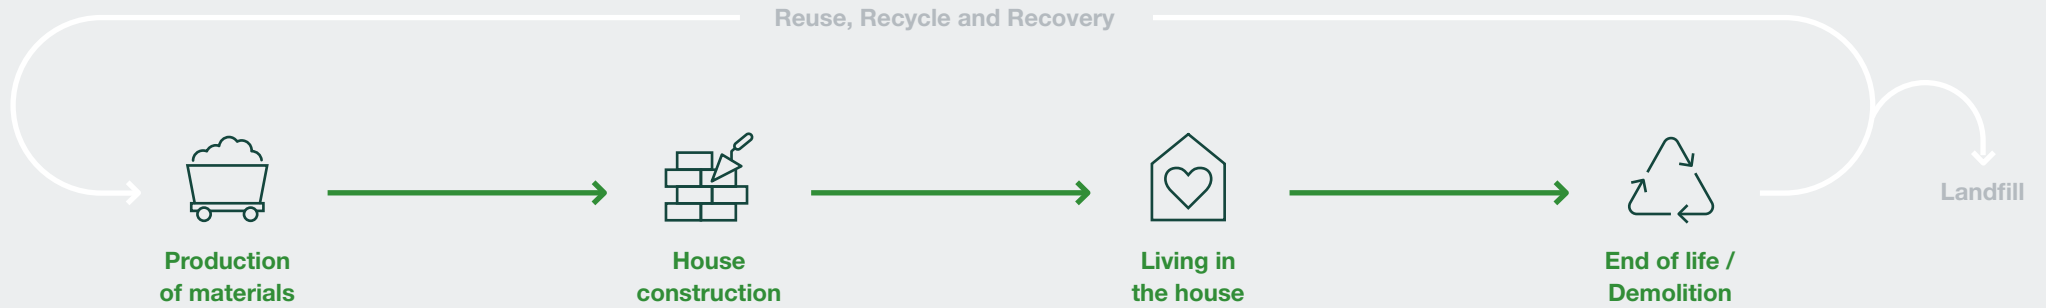 Reuse, Recycle and Recovery
Landfill
Production
of materials
House
construction
Living in
the house
End of life /
Demolition